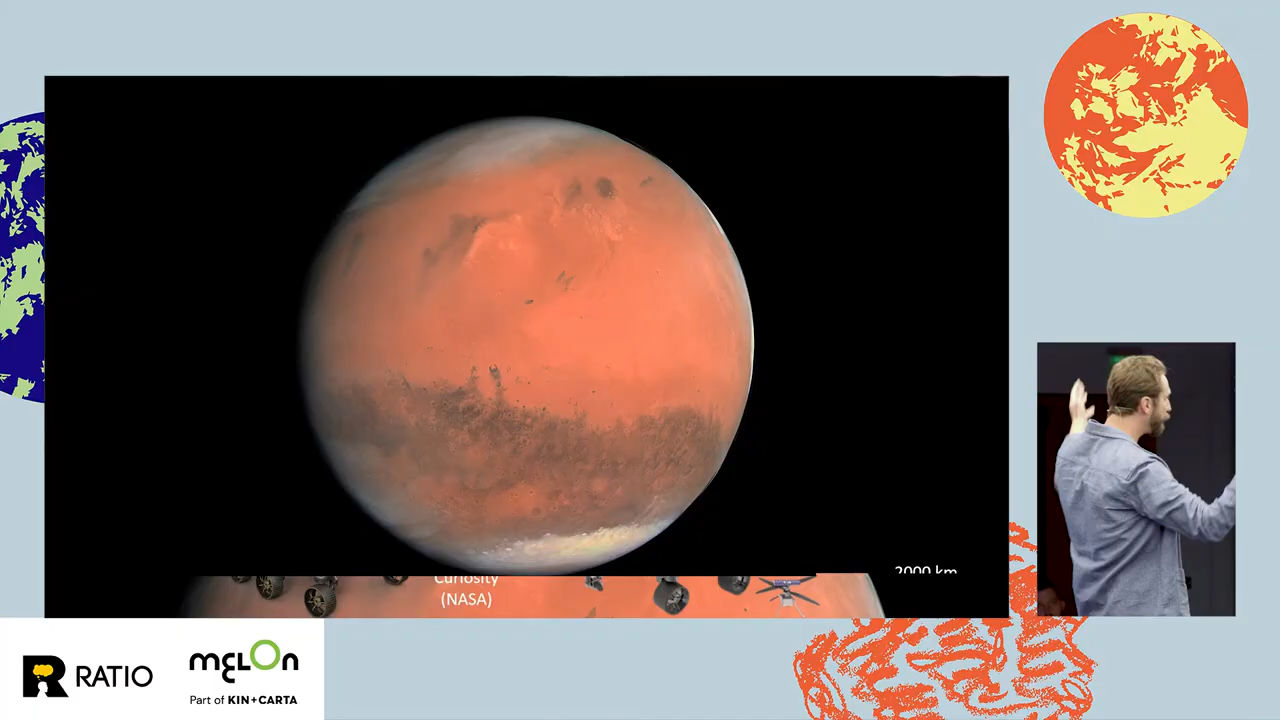 2000 km
Curiosity
(NASA)
RATIO
MELON
Part of KIN+CARTA